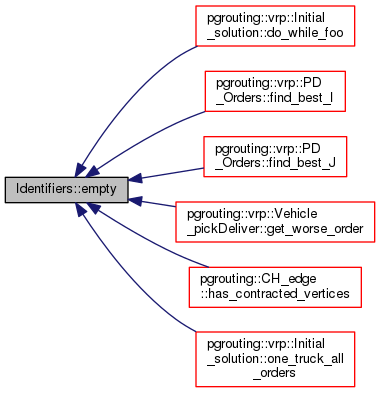 pgrouting::vrp::Initial
_solution::do_while_foo
pgrouting::vrp::PD
_Orders::find_best_I
pgrouting::vrp::PD
_Orders::find_best_J
Identifiers::empty
pgrouting::vrp::Vehicle
_pickDeliver::get_worse_order
pgrouting::CH_edge
::has_contracted_vertices
pgrouting::vrp::Initial
_solution::one_truck_all
_orders